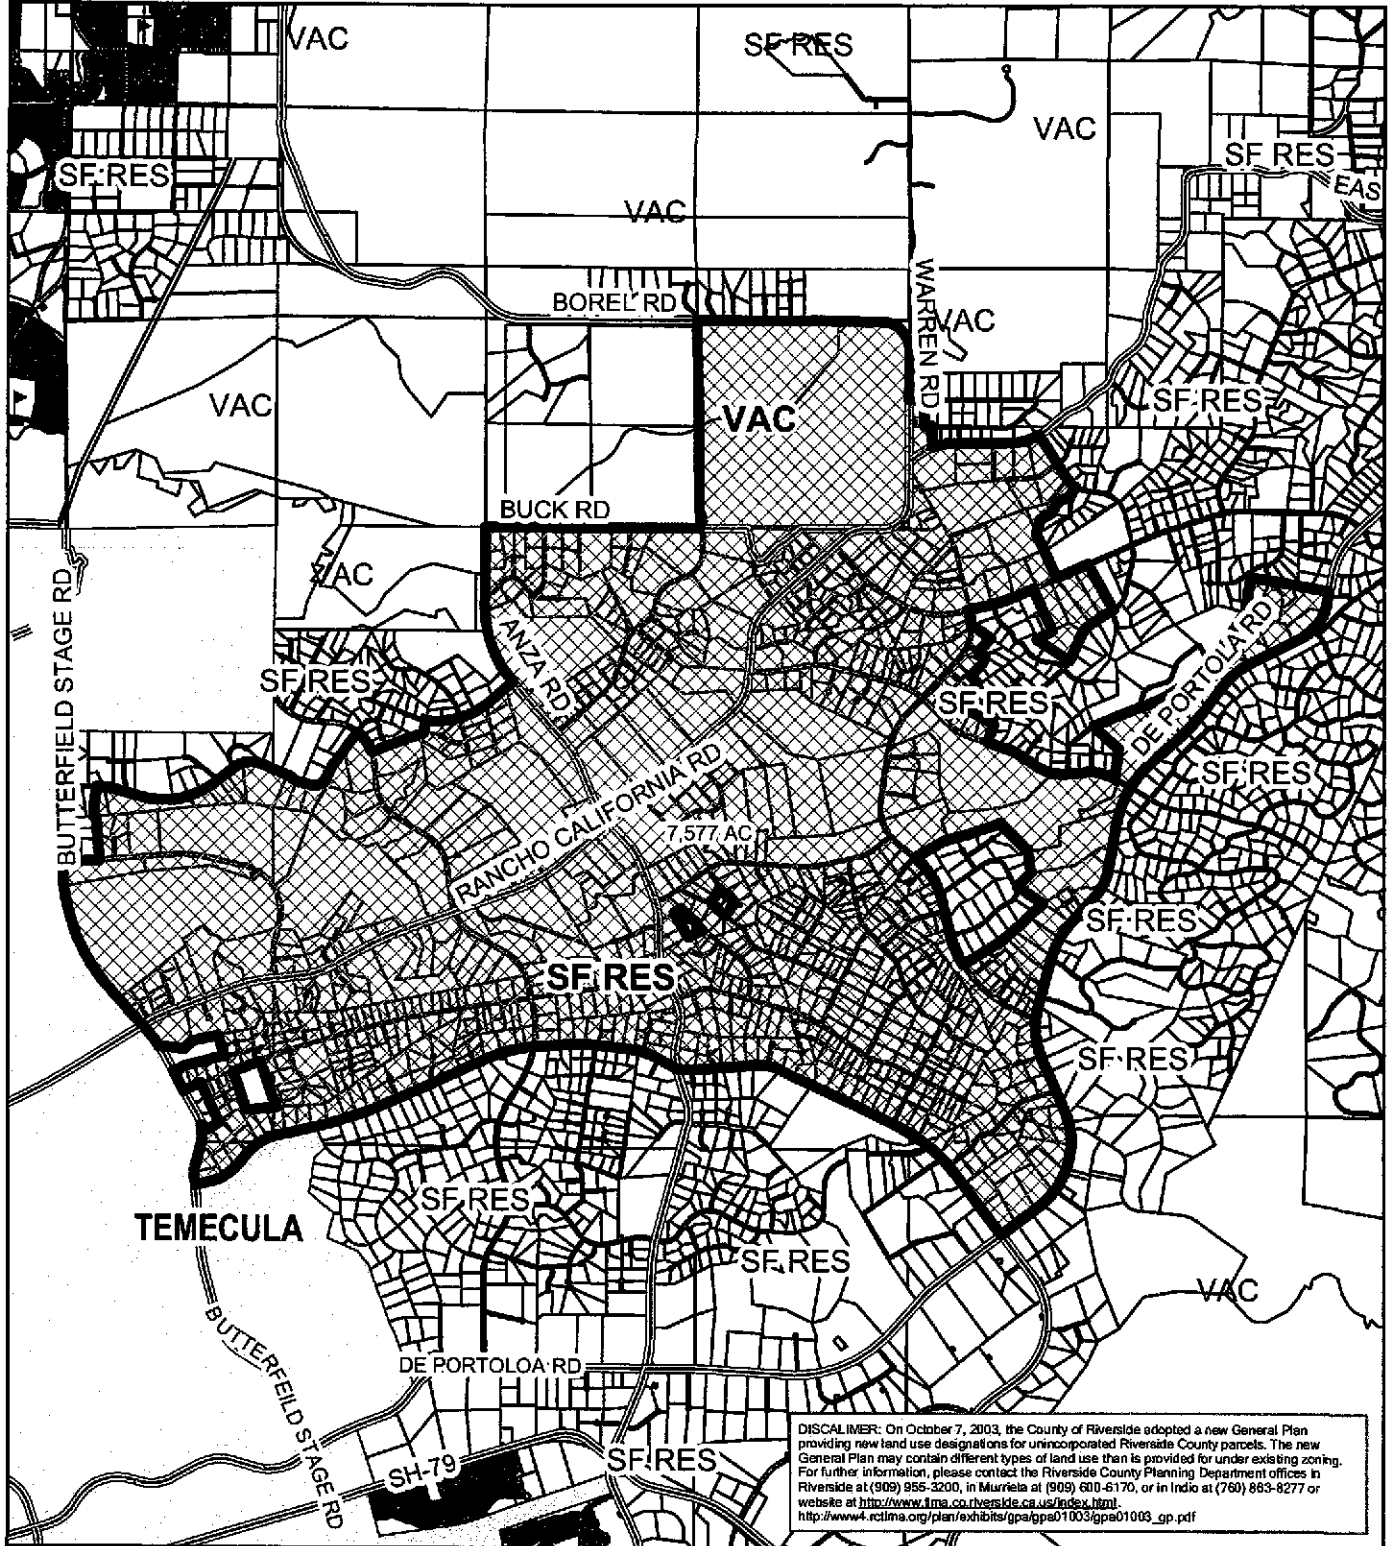 VAC
SF RES
VAC
SF RES
SF RES
EAS
VAC
BOREL RD
WARREN RD
VAC
VAC
VAC
SF RES
BUCK RD
VAC
BUTTERFIELD STAGE RD
ANZA RD
SF RES
SF RES
DE PORTOLA RD
SF RES
RANCHO CALIFORNIA RD
7,577 AC
SF RES
SF RES
SF RES
SF RES
TEMECULA
SF RES
VAC
BUTTERFEILD STAGE RD
DE PORTOLOA RD
SH-79
SF RES
DISCALIMER: On October 7, 2003, the County of Riverside adopted a new General Plan
providing new land use designations for unincorporated Riverside County parcels. The new
General Plan may contain different types of land use than is provided for under existing zoning.
For further information, please contact the Riverside County Planning Department offices in
Riverside at (909) 955-3200, in Murrieta at (909) 600-6170, or in Indio at (760) 863-8277 or
website at http://www.tlma.co.riverside.ca.us/index.html.
http://www4.rctlma.org/plan/exhibits/gpa/gpa01003/gpa01003_gp.pdf